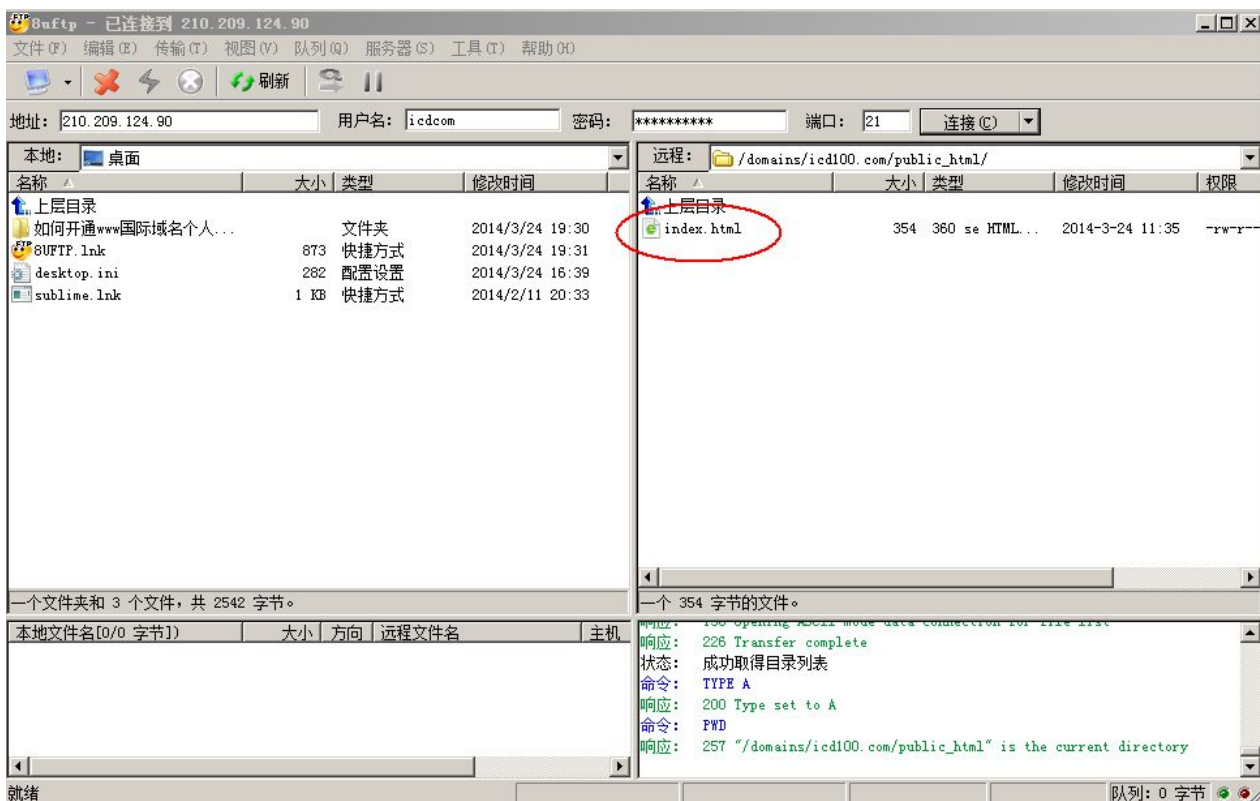 8uftp - 已连接到 210.209.124.90
文件(F) 编辑(E) 传输(T) 视图(V) 队列(Q) 服务器(S) 工具(T) 帮助(H)
刷新
地址: 210.209.124.90 用户名: icdcom 密码: ********** 端口: 21 连接(C)
本地: 桌面
名称 大小 类型 修改时间
上层目录
如何开通www国际域名个人... 文件夹 2014/3/24 19:30
8UFTP.lnk 873 快捷方式 2014/3/24 19:31
desktop.ini 282 配置设置 2014/3/24 16:39
sublime.lnk 1 KB 快捷方式 2014/2/11 20:33
一个文件夹和 3 个文件，共 2542 字节。
远程: /domains/icd100.com/public_html/
名称 大小 类型 修改时间 权限
上层目录
index.html 354 360 se HTML... 2014-3-24 11:35 -rw-r--
一个 354 字节的文件。
本地文件名[0/0 字节]) 大小 方向 远程文件名 主机
响应: 150 Opening ASCII mode data connection for file list
响应: 226 Transfer complete
状态: 成功取得目录列表
命令: TYPE A
响应: 200 Type set to A
命令: PWD
响应: 257 "/domains/icd100.com/public_html" is the current directory
就绪 队列: 0 字节